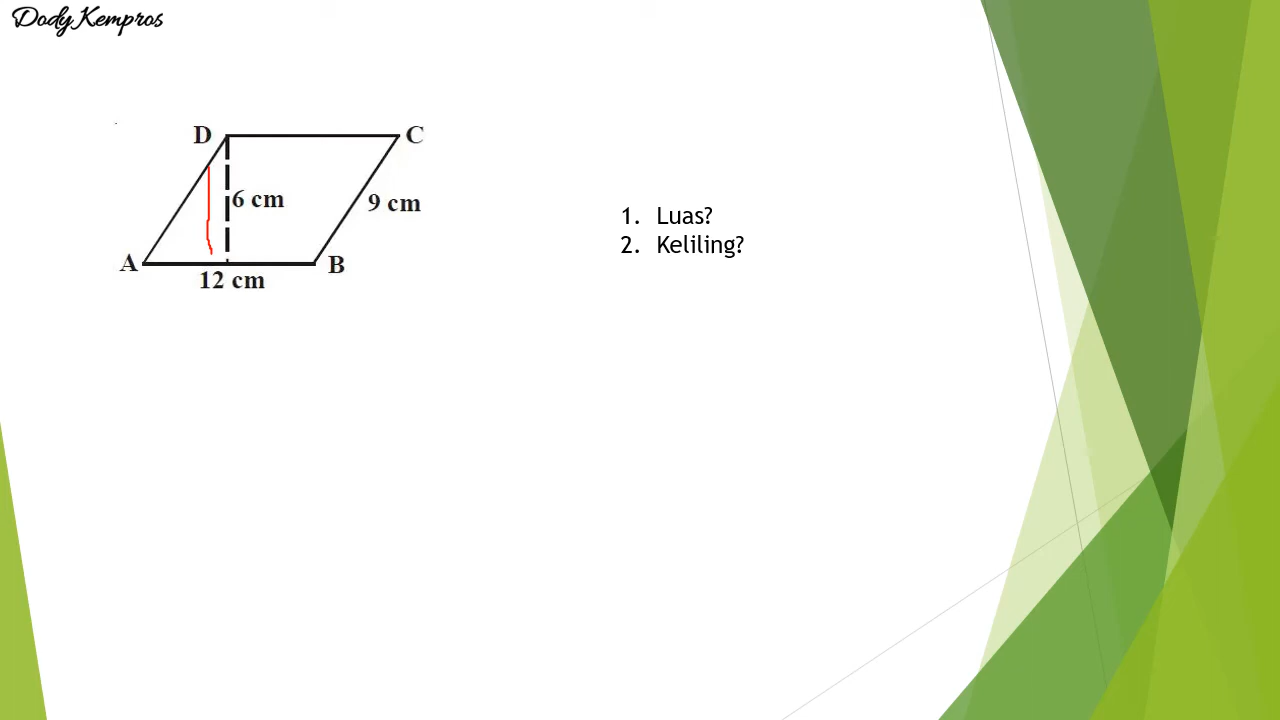 Dody Kempros
D
C
6 cm
9 cm
A
B
12 cm
1. Luas?
2. Keliling?